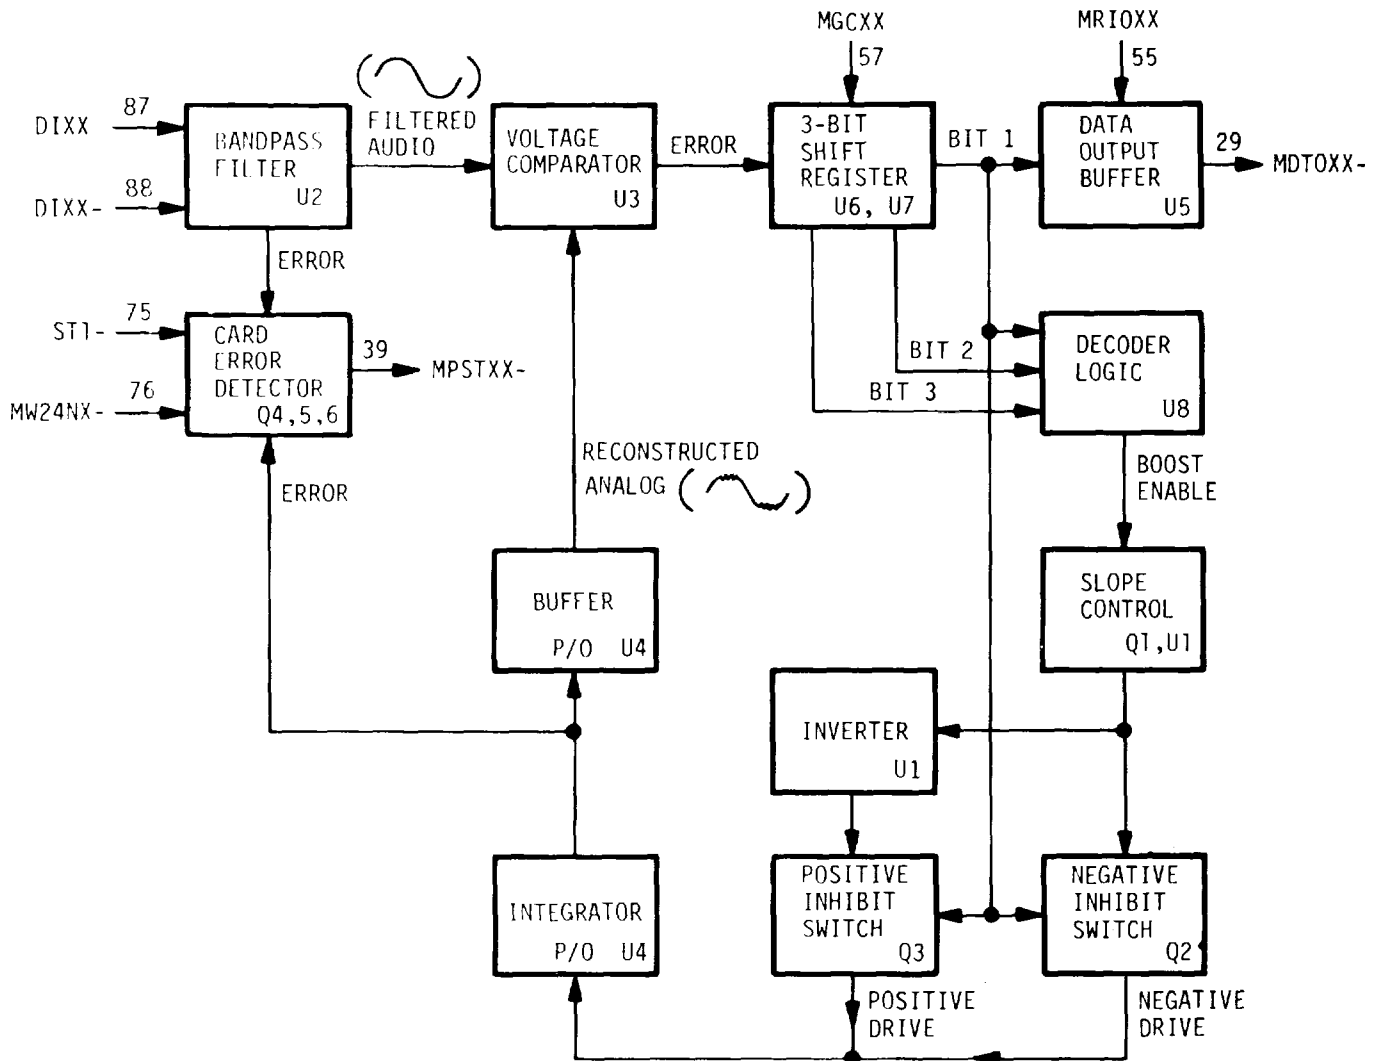 MGCXX
57
MRIOXX
55
DIXX
87
DIXX-
88
BANDPASS
FILTER
U2
FILTERED
AUDIO
VOLTAGE
COMPARATOR
U3
ERROR
3-BIT
SHIFT
REGISTER
U6, U7
BIT 1
DATA
OUTPUT
BUFFER
U5
29
MDTOXX-
ERROR
ST1-
75
MW24NX-
76
CARD
ERROR
DETECTOR
Q4,5,6
39
MPSTXX-
BIT 2
BIT 3
DECODER
LOGIC
U8
ERROR
RECONSTRUCTED
ANALOG
BOOST
ENABLE
BUFFER
P/O U4
SLOPE
CONTROL
Q1,U1
INVERTER
U1
INTEGRATOR
P/O U4
POSITIVE
INHIBIT
SWITCH
Q3
NEGATIVE
INHIBIT
SWITCH
Q2
POSITIVE
DRIVE
NEGATIVE
DRIVE